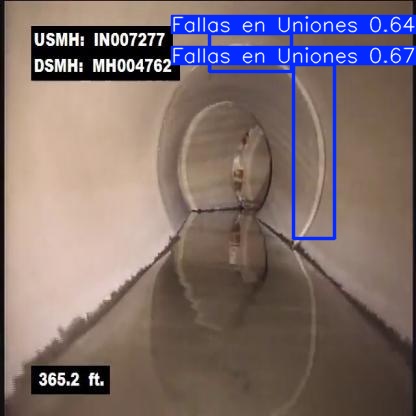 Fallas en Uniones 0.64
USMH: IN007277
Fallas en Uniones 0.67
DSMH: MH004762
365.2 ft.